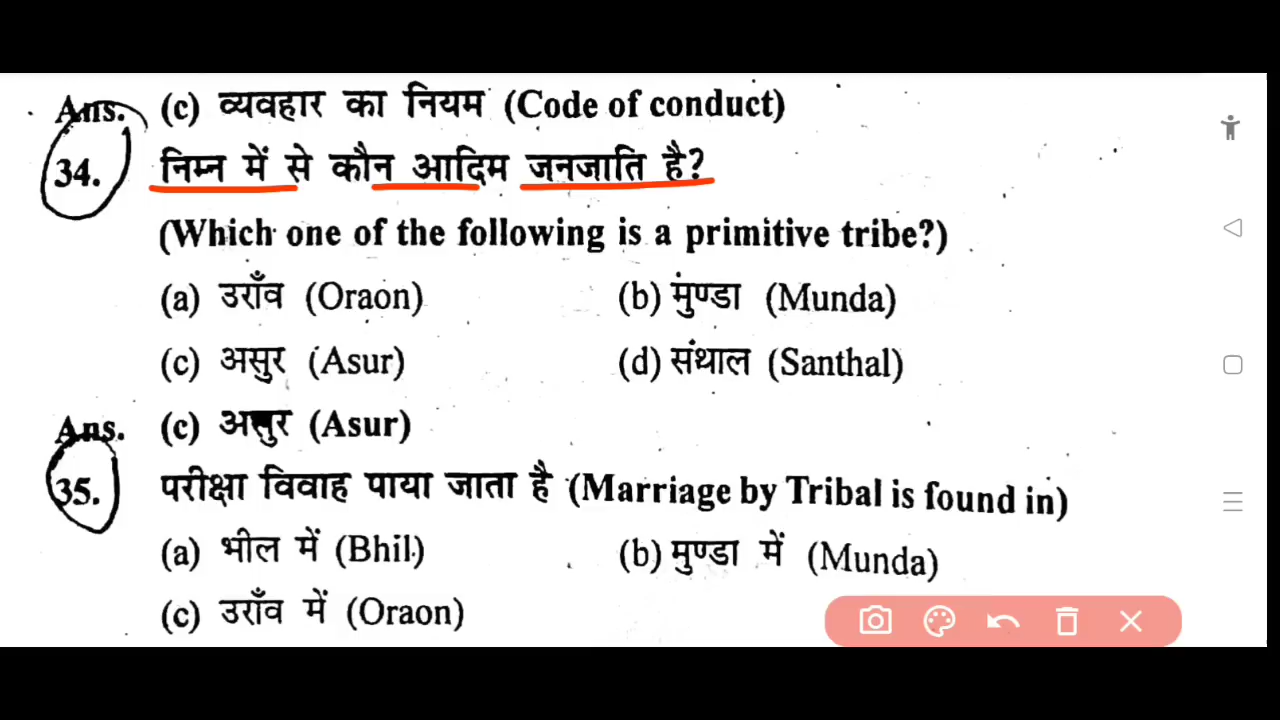 Ans. (c) व्यवहार का नियम (Code of conduct)
34. निम्न में से कौन आदिम जनजाति है?
(Which one of the following is a primitive tribe?)
(a) उराँव (Oraon) (b) मुंण्डा (Munda)
(c) असुर (Asur) (d) संथाल (Santhal)
Ans. (c) असुर (Asur)
35. परीक्षा विवाह पाया जाता है (Marriage by Tribal is found in)
(a) भील में (Bhil) (b) मुण्डा में (Munda)
(c) उराँव में (Oraon)